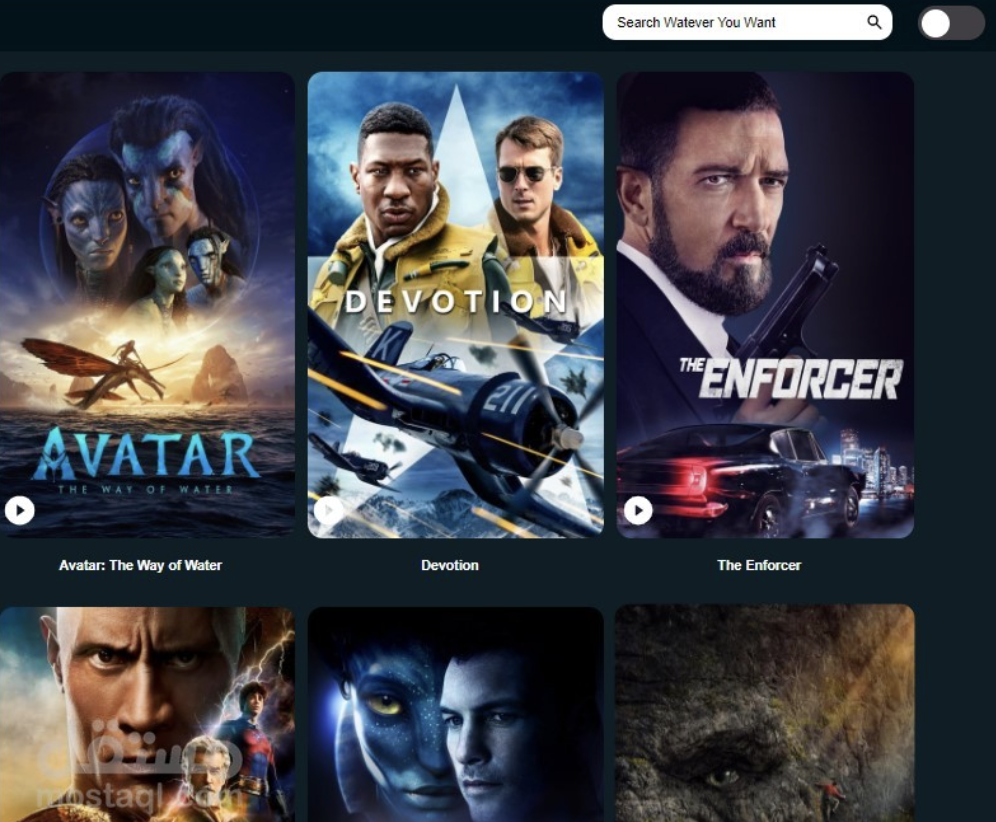 Search Watever You Want
DEVOTION
K
211
THE ENFORCER
AVATAR
THE WAY OF WATER
Avatar: The Way of Water
Devotion
The Enforcer
مستقل
mostaql.com